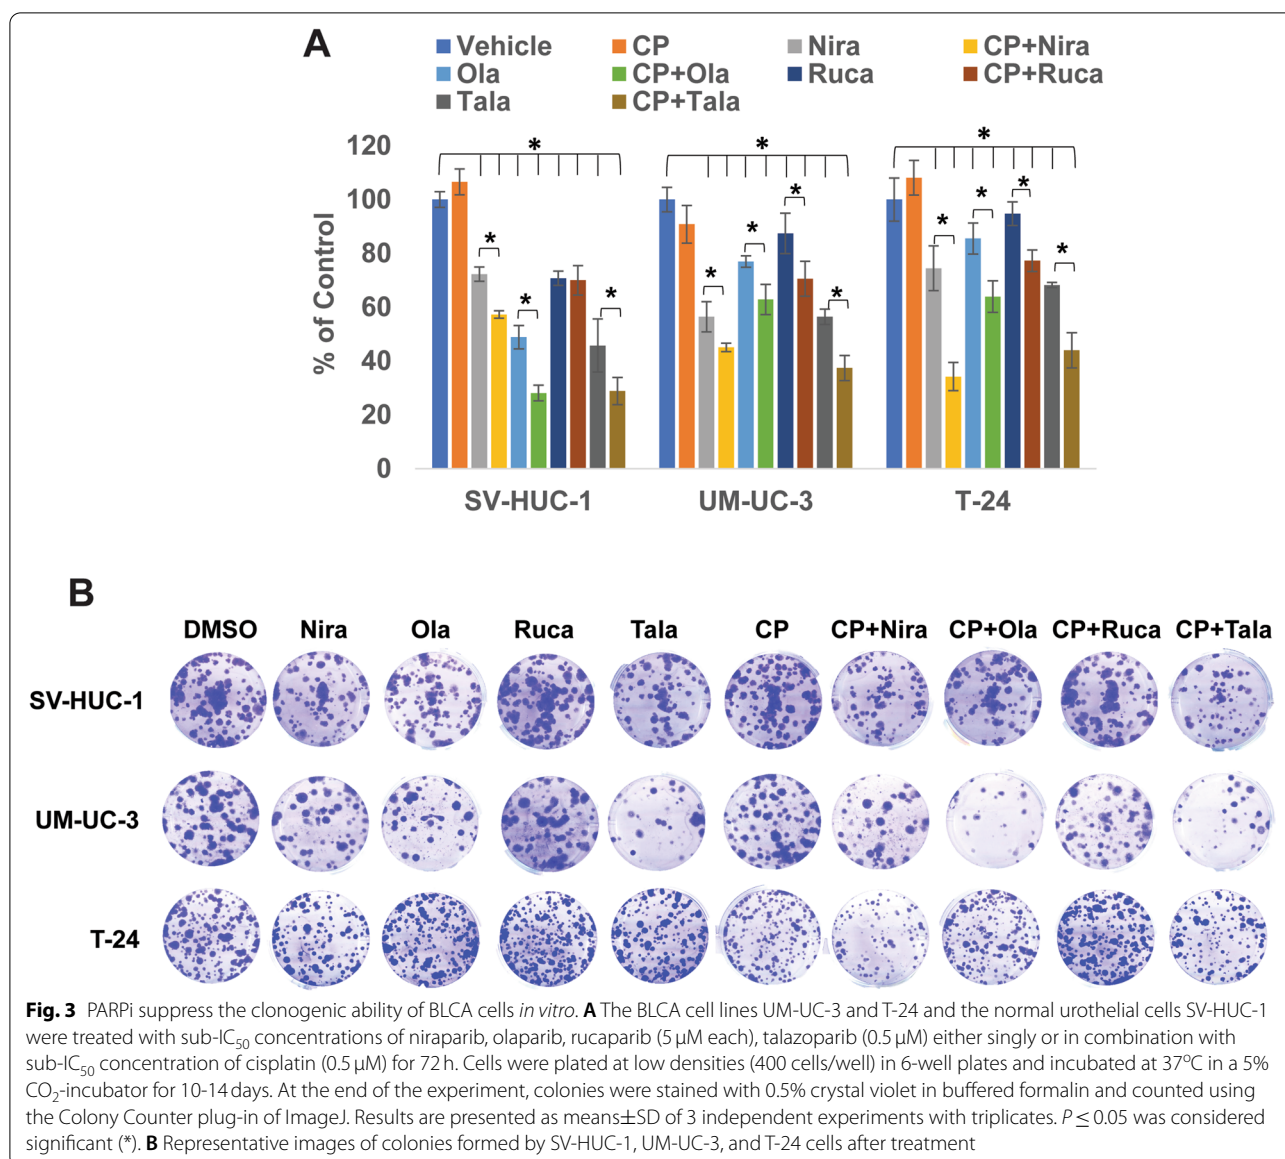 A
Vehicle CP Nira CP+Nira
Ola CP+Ola Ruca CP+Ruca
Tala CP+Tala
% of Control
120
100
80
60
40
20
0
* * *
* * * * * * * * * * *
SV-HUC-1 UM-UC-3 T-24
B
DMSO Nira Ola Ruca Tala CP CP+Nira CP+Ola CP+Ruca CP+Tala
SV-HUC-1
UM-UC-3
T-24
Fig. 3 PARPi suppress the clonogenic ability of BLCA cells in vitro. A The BLCA cell lines UM-UC-3 and T-24 and the normal urothelial cells SV-HUC-1
were treated with sub-IC50 concentrations of niraparib, olaparib, rucaparib (5 μM each), talazoparib (0.5 μM) either singly or in combination with
sub-IC50 concentration of cisplatin (0.5 μM) for 72 h. Cells were plated at low densities (400 cells/well) in 6-well plates and incubated at 37ºC in a 5%
CO2-incubator for 10-14 days. At the end of the experiment, colonies were stained with 0.5% crystal violet in buffered formalin and counted using
the Colony Counter plug-in of ImageJ. Results are presented as means±SD of 3 independent experiments with triplicates. P ≤ 0.05 was considered
significant (*). B Representative images of colonies formed by SV-HUC-1, UM-UC-3, and T-24 cells after treatment